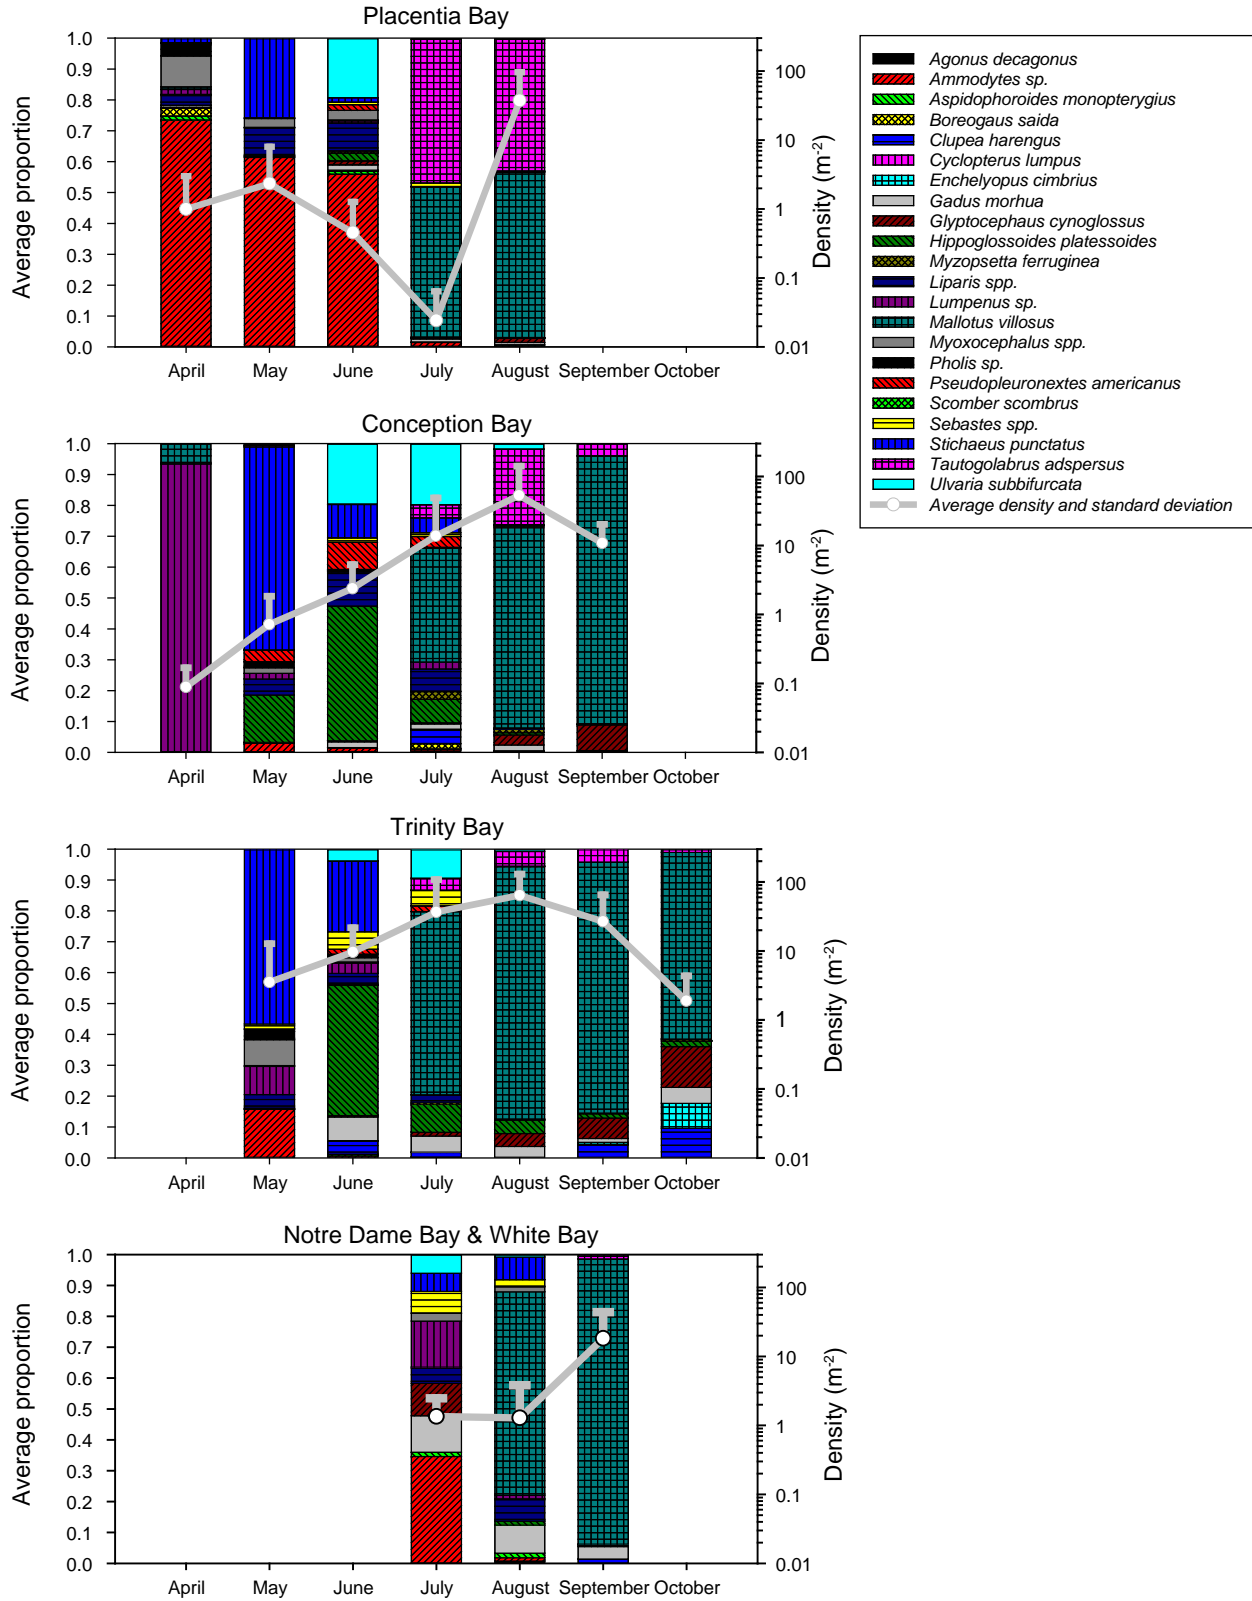 Placentia Bay
1.0
0.9
0.8
0.7
0.6
0.5
0.4
0.3
0.2
0.1
0.0
Average proportion
100
10
1
0.1
0.01
Density (m-2)
April May June July August September October
Agonus decagonus
Ammodytes sp.
Aspidophoroides monopterygius
Boreogaus saida
Clupea harengus
Cyclopterus lumpus
Enchelyopus cimbrius
Gadus morhua
Glyptocephaus cynoglossus
Hippoglossoides platessoides
Myzopsetta ferruginea
Liparis spp.
Lumpenus sp.
Mallotus villosus
Myoxocephalus spp.
Pholis sp.
Pseudopleuronextes americanus
Scomber scombrus
Sebastes spp.
Stichaeus punctatus
Tautogolabrus adspersus
Ulvaria subbifurcata
Average density and standard deviation
Conception Bay
1.0
0.9
0.8
0.7
0.6
0.5
0.4
0.3
0.2
0.1
0.0
Average proportion
100
10
1
0.1
0.01
Density (m-2)
April May June July August September October
Trinity Bay
1.0
0.9
0.8
0.7
0.6
0.5
0.4
0.3
0.2
0.1
0.0
Average proportion
100
10
1
0.1
0.01
Density (m-2)
April May June July August September October
Notre Dame Bay & White Bay
1.0
0.9
0.8
0.7
0.6
0.5
0.4
0.3
0.2
0.1
0.0
Average proportion
100
10
1
0.1
0.01
Density (m-2)
April May June July August September October